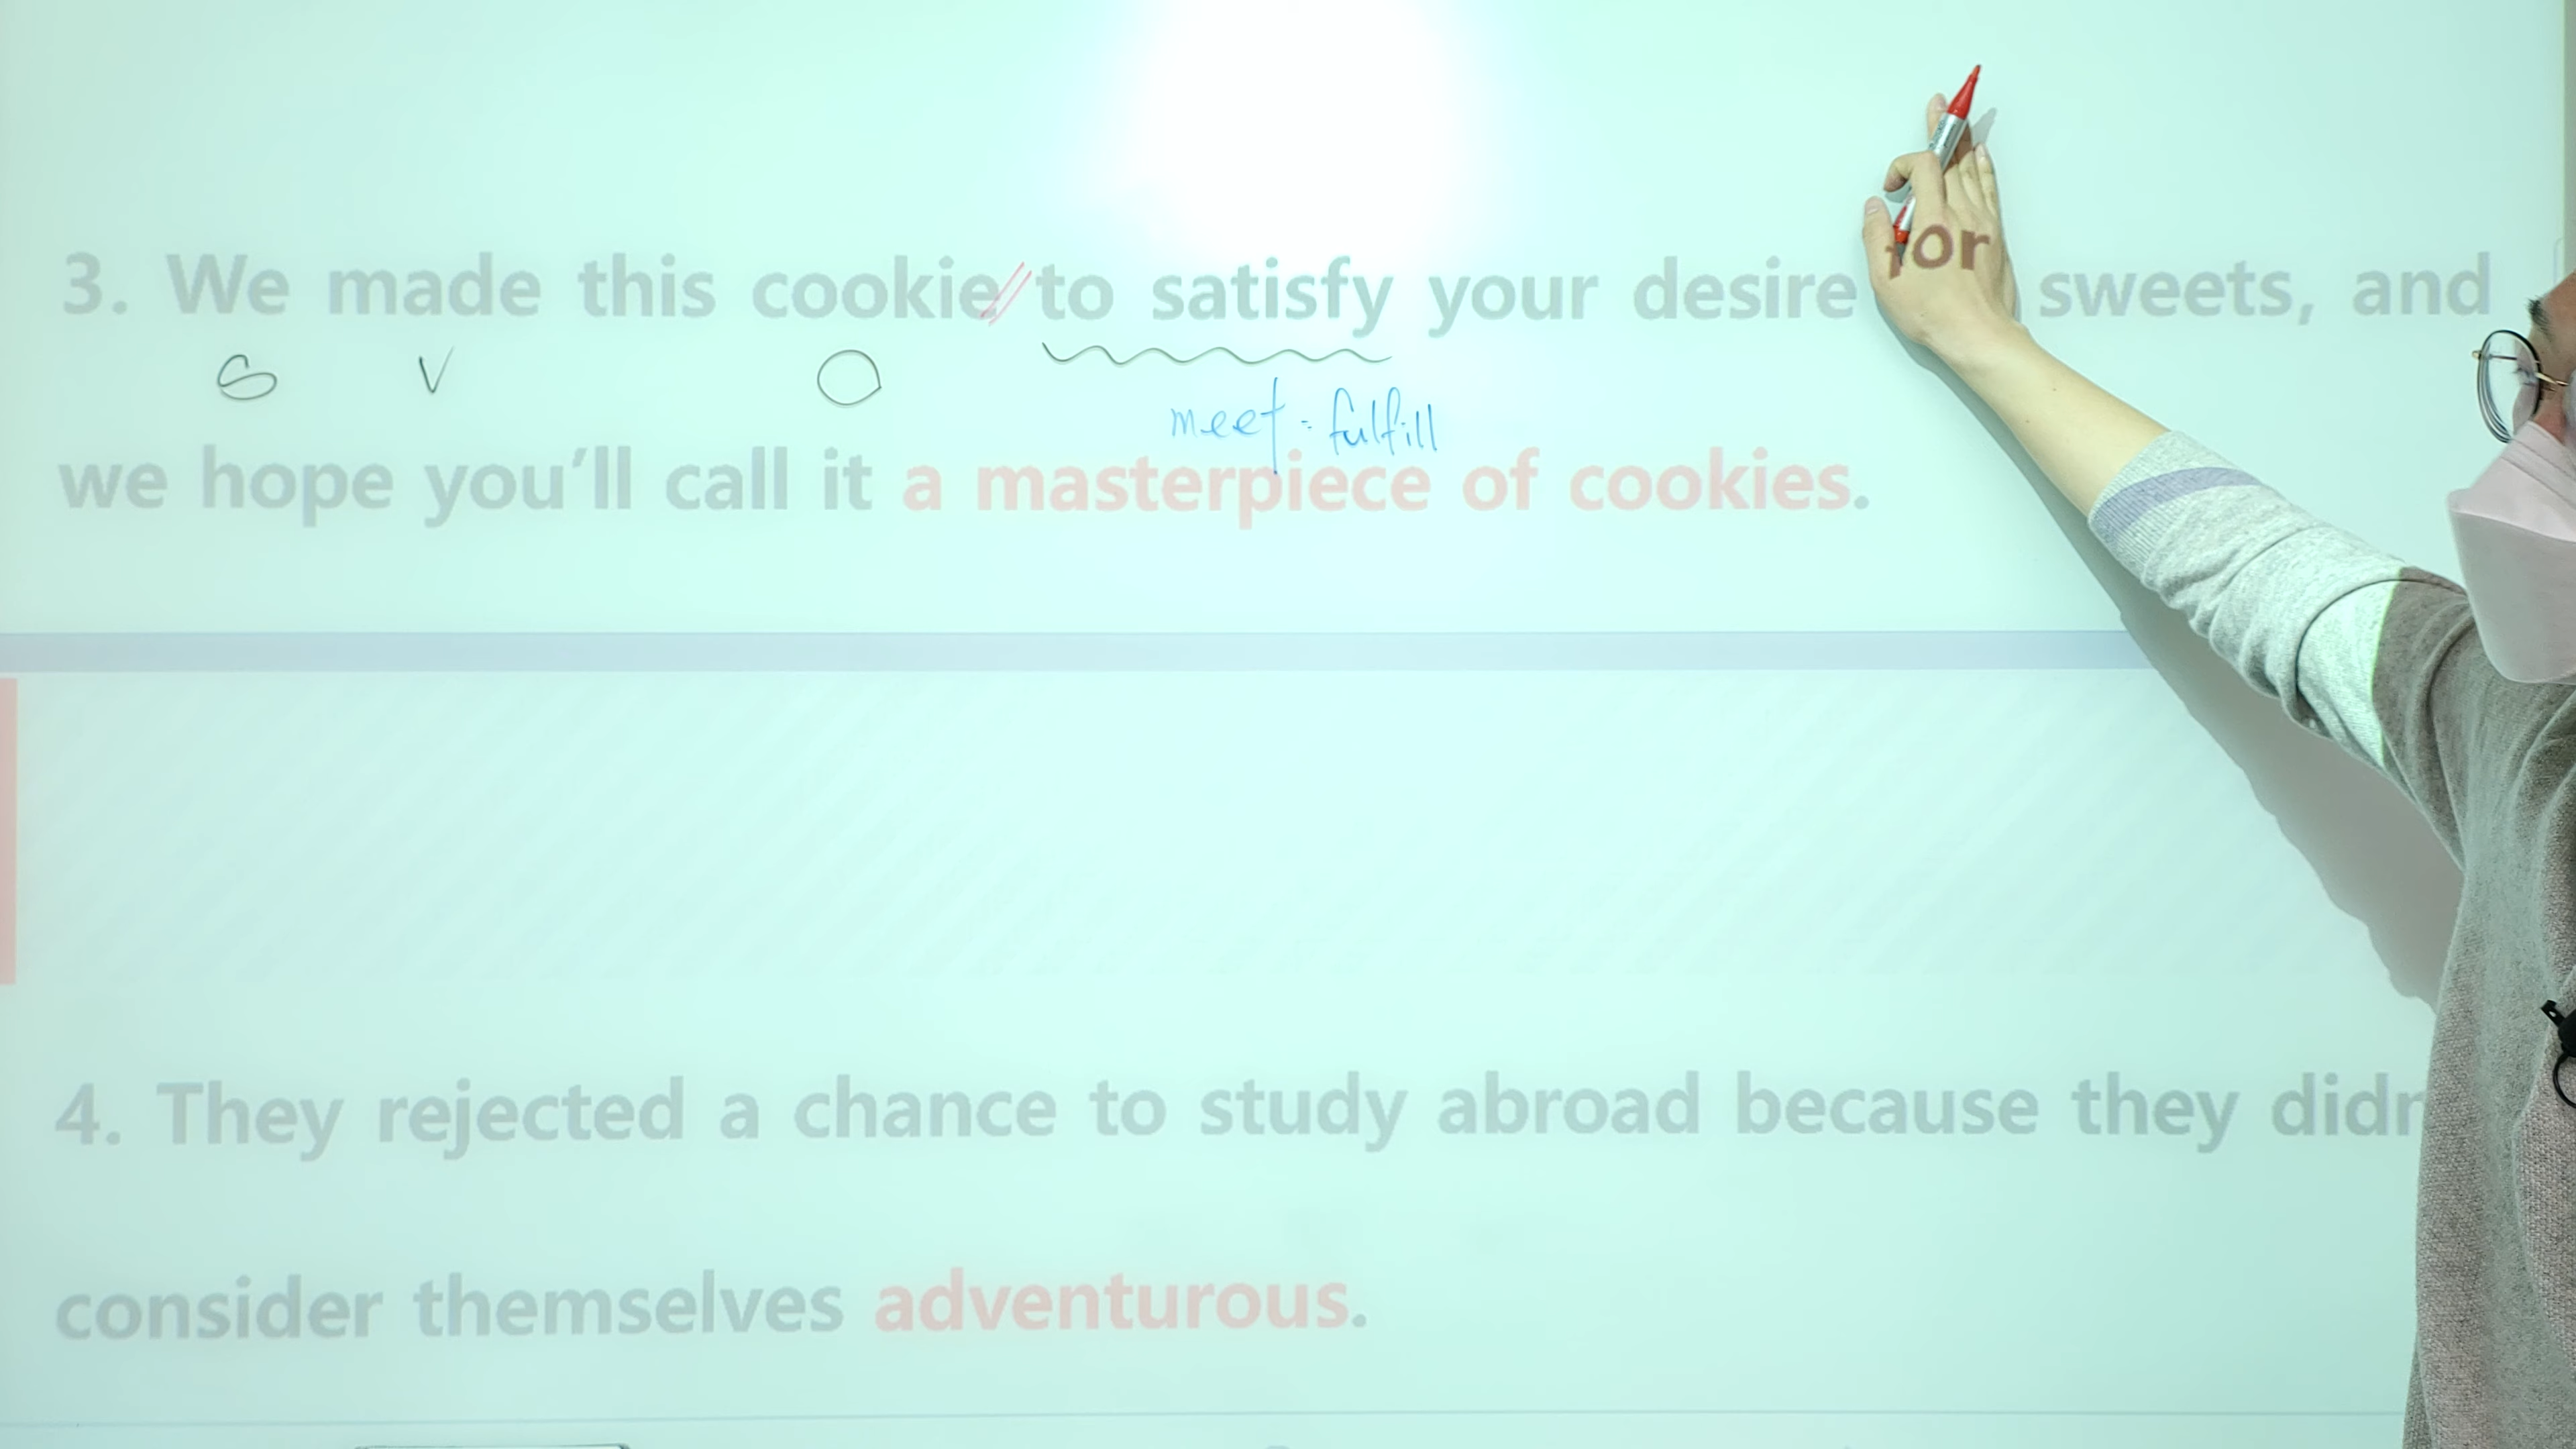 3. We made this cookie // to satisfy your desire for sweets, and
S V O
meet = fulfill
we hope you'll call it a masterpiece of cookies.
4. They rejected a chance to study abroad because they didn
consider themselves adventurous.